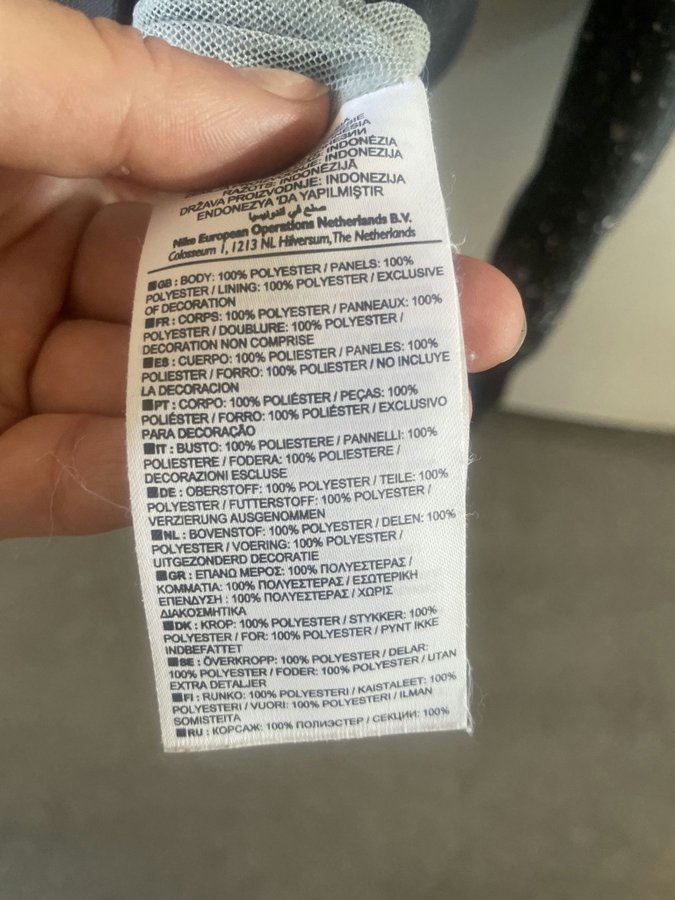 INDONÉZIA
INDONEZIJA
RAŽOTS: INDONĒZIJĀ
DRŽAVA PROIZVODNJE: INDONEZIJA
ENDONEZYA`DA YAPILMIŞTIR
صنع في اندونيسيا
Nike European Operations Netherlands B.V.
Colosseum 1, 1213 NL Hilversum, The Netherlands
GB : BODY: 100% POLYESTER / PANELS: 100%
POLYESTER / LINING: 100% POLYESTER / EXCLUSIVE
OF DECORATION
FR : CORPS: 100% POLYESTER / PANNEAUX: 100%
POLYESTER / DOUBLURE: 100% POLYESTER /
DECORATION NON COMPRISE
ES : CUERPO: 100% POLIESTER / PANELES: 100%
POLIESTER / FORRO: 100% POLIESTER / NO INCLUYE
LA DECORACION
PT : CORPO: 100% POLIÉSTER / PEÇAS: 100%
POLIÉSTER / FORRO: 100% POLIÉSTER / EXCLUSIVO
PARA DECORAÇÃO
IT : BUSTO: 100% POLIESTERE / PANNELLI: 100%
POLIESTERE / FODERA: 100% POLIESTERE /
DECORAZIONI ESCLUSE
DE : OBERSTOFF: 100% POLYESTER / TEILE: 100%
POLYESTER / FUTTERSTOFF: 100% POLYESTER /
VERZIERUNG AUSGENOMMEN
NL : BOVENSTOF: 100% POLYESTER / DELEN: 100%
POLYESTER / VOERING: 100% POLYESTER /
UITGEZONDERD DECORATIE
GR : ΕΠΑΝΩ ΜΕΡΟΣ: 100% ΠΟΛΥΕΣΤΕΡΑΣ /
ΚΟΜΜΑΤΙΑ: 100% ΠΟΛΥΕΣΤΕΡΑΣ / ΕΣΩΤΕΡΙΚΗ
ΕΠΕΝΔΥΣΗ : 100% ΠΟΛΥΕΣΤΕΡΑΣ / ΧΩΡΙΣ
ΔΙΑΚΟΣΜΗΤΙΚΑ
DK : KROP: 100% POLYESTER / STYKKER: 100%
POLYESTER / FOR: 100% POLYESTER / PYNT IKKE
INDBEFATTET
SE : ÖVERKROPP: 100% POLYESTER / DELAR:
100% POLYESTER / FODER: 100% POLYESTER / UTAN
EXTRA DETALJER
FI : RUNKO: 100% POLYESTERI / KAISTALEET: 100%
POLYESTERI / VUORI: 100% POLYESTERI / ILMAN
SOMISTEITA
RU : КОРСАЖ: 100% ПОЛИЭСТЕР / СЕКЦИИ: 100%